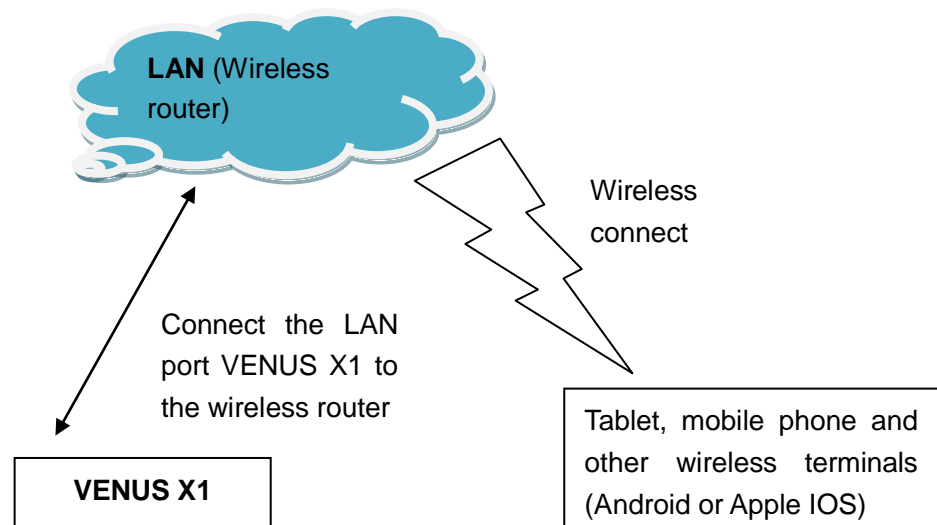 LAN (Wireless
router)
Wireless
connect
Connect the LAN
port VENUS X1 to
the wireless router
Tablet, mobile phone and
other wireless terminals
(Android or Apple IOS)
VENUS X1